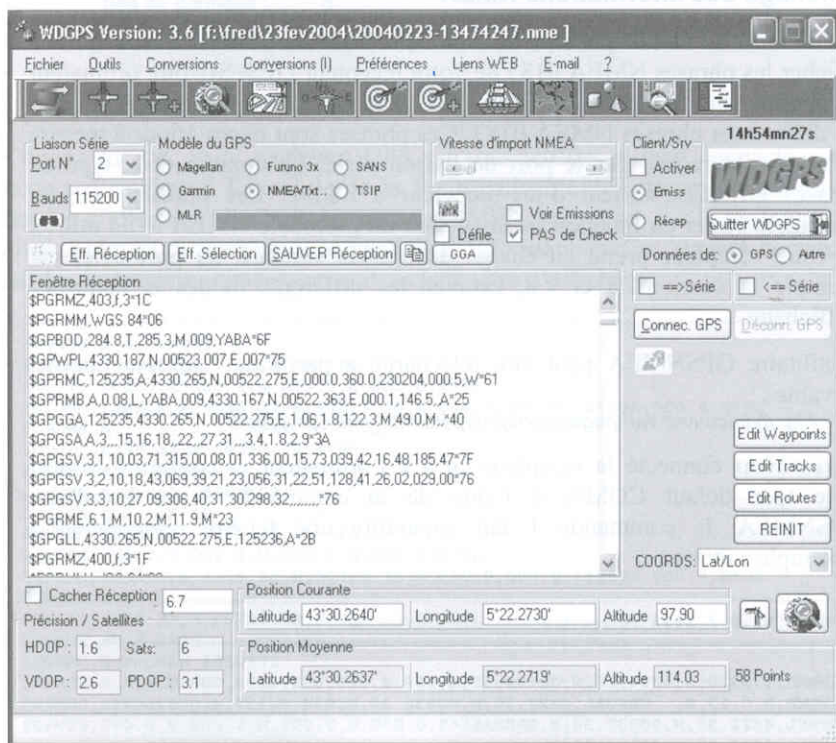 WDGPS Version: 3.6 [f:\fred\23fev2004\20040223-13474247.nme ]
Fichier Outils Conversions Conversions (I) Préférences Liens WEB E-mail ?
Liaison Série
Port N° 2
Bauds 115200
Modèle du GPS
Magellan Furuno 3x SANS
Garmin NMEA/Txt.. TSIP
MLR
Vitesse d'import NMEA
Voir Emissions
Défile. PAS de Check
Client/Srv
Activer
Emiss
Récep
14h54mn27s
WDGPS
Quitter WDGPS
Eff. Réception Eff. Sélection SAUVER Réception GGA
Données de: GPS Autre
Fenêtre Réception
==>Série <== Série
Connec. GPS Déconn. GPS
$PGRMZ,403,f,3*1C
$PGRMM,WGS 84*06
$GPBOD,284.8,T,285.3,M,009,YABA*6F
$GPWPL,4330.187,N,00523.007,E,007*75
$GPRMC,125235,A,4330.265,N,00522.275,E,000.0,360.0,230204,000.5,W*61
$GPRMB,A,0.08,L,YABA,009,4330.167,N,00522.363,E,000.1,146.5,,A*25
$GPGGA,125235,4330.265,N,00522.275,E,1,06,1.8,122.3,M,49.0,M,,*40
$GPGSA,A,3,,,15,16,18,,22,,27,31,,,3.4,1.8,2.9*3A
$GPGSV,3,1,10,03,71,315,00,08,01,336,00,15,73,039,42,16,48,185,47*7F
$GPGSV,3,2,10,18,43,069,39,21,23,056,31,22,51,128,41,26,02,029,00*76
$GPGSV,3,3,10,27,09,306,40,31,30,298,32,,,,,,,,*76
$PGRME,6.1,M,10.2,M,11.9,M*23
$GPGLL,4330.265,N,00522.275,E,125236,A*2B
$PGRMZ,400,f,3*1F
Edit Waypoints
Edit Tracks
Edit Routes
REINIT
COORDS: Lat/Lon
Cacher Réception 6.7
Précision / Satellites
HDOP: 1.6 Sats: 6
VDOP: 2.6 PDOP: 3.1
Position Courante
Latitude 43°30.2640' Longitude 5°22.2730' Altitude 97.90
Position Moyenne
Latitude 43°30.2637' Longitude 5°22.2719' Altitude 114.03 58 Points